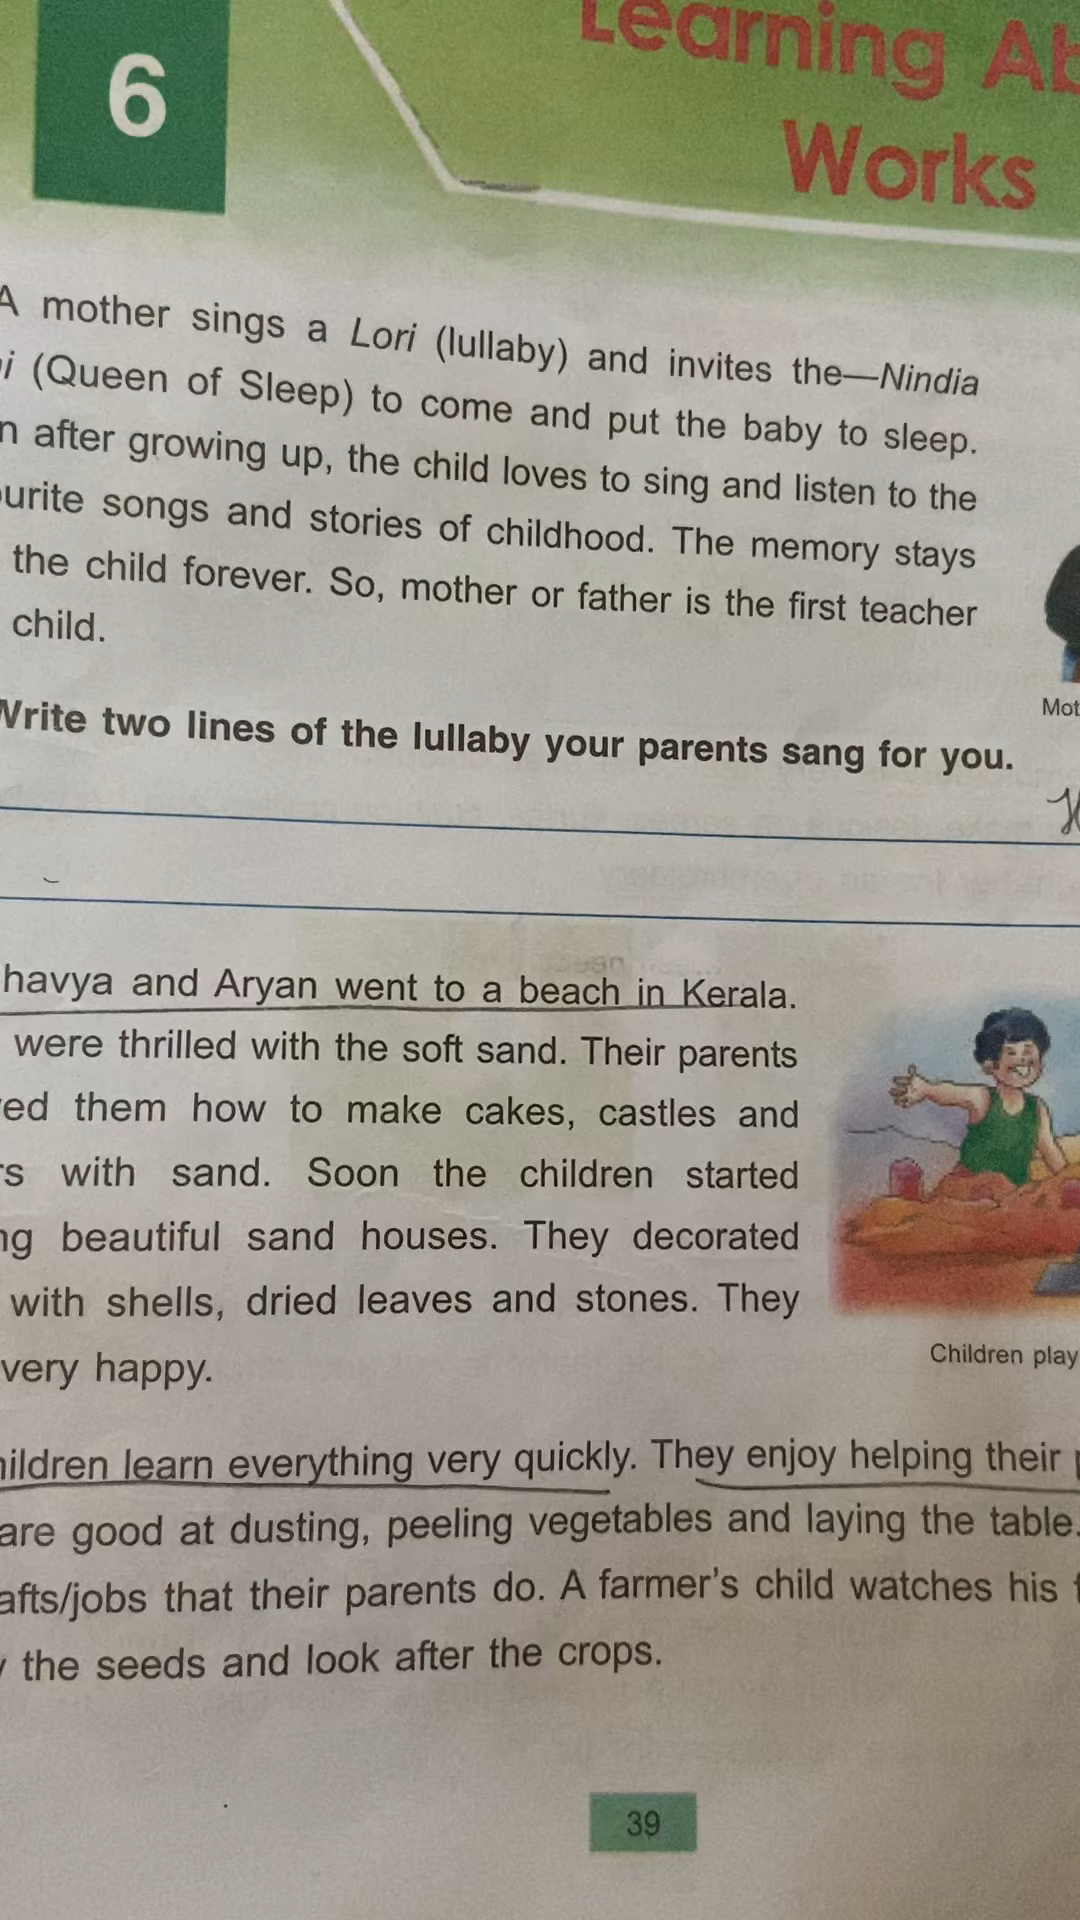 6
Learning Ab
Works
A mother sings a Lori (lullaby) and invites the—Nindia
i (Queen of Sleep) to come and put the baby to sleep.
n after growing up, the child loves to sing and listen to the
ourite songs and stories of childhood. The memory stays
the child forever. So, mother or father is the first teacher
child.
Write two lines of the lullaby your parents sang for you.
Mot
havya and Aryan went to a beach in Kerala.
were thrilled with the soft sand. Their parents
ed them how to make cakes, castles and
rs with sand. Soon the children started
ng beautiful sand houses. They decorated
with shells, dried leaves and stones. They
very happy.
Children play
hildren learn everything very quickly. They enjoy helping their
are good at dusting, peeling vegetables and laying the table.
afts/jobs that their parents do. A farmer's child watches his
the seeds and look after the crops.
39